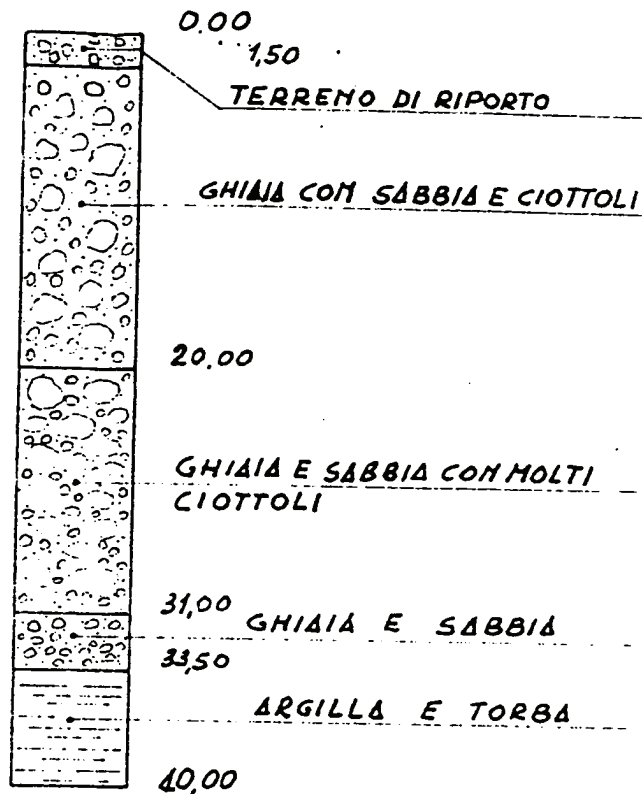 0.00
1,50
TERRENO DI RIPORTO
GHIAIA CON SABBIA E CIOTTOLI
20.00
GHIAIA E SABBIA CON MOLTI
CIOTTOLI
31,00
GHIAIA E SABBIA
33,50
ARGILLA E TORBA
40,00